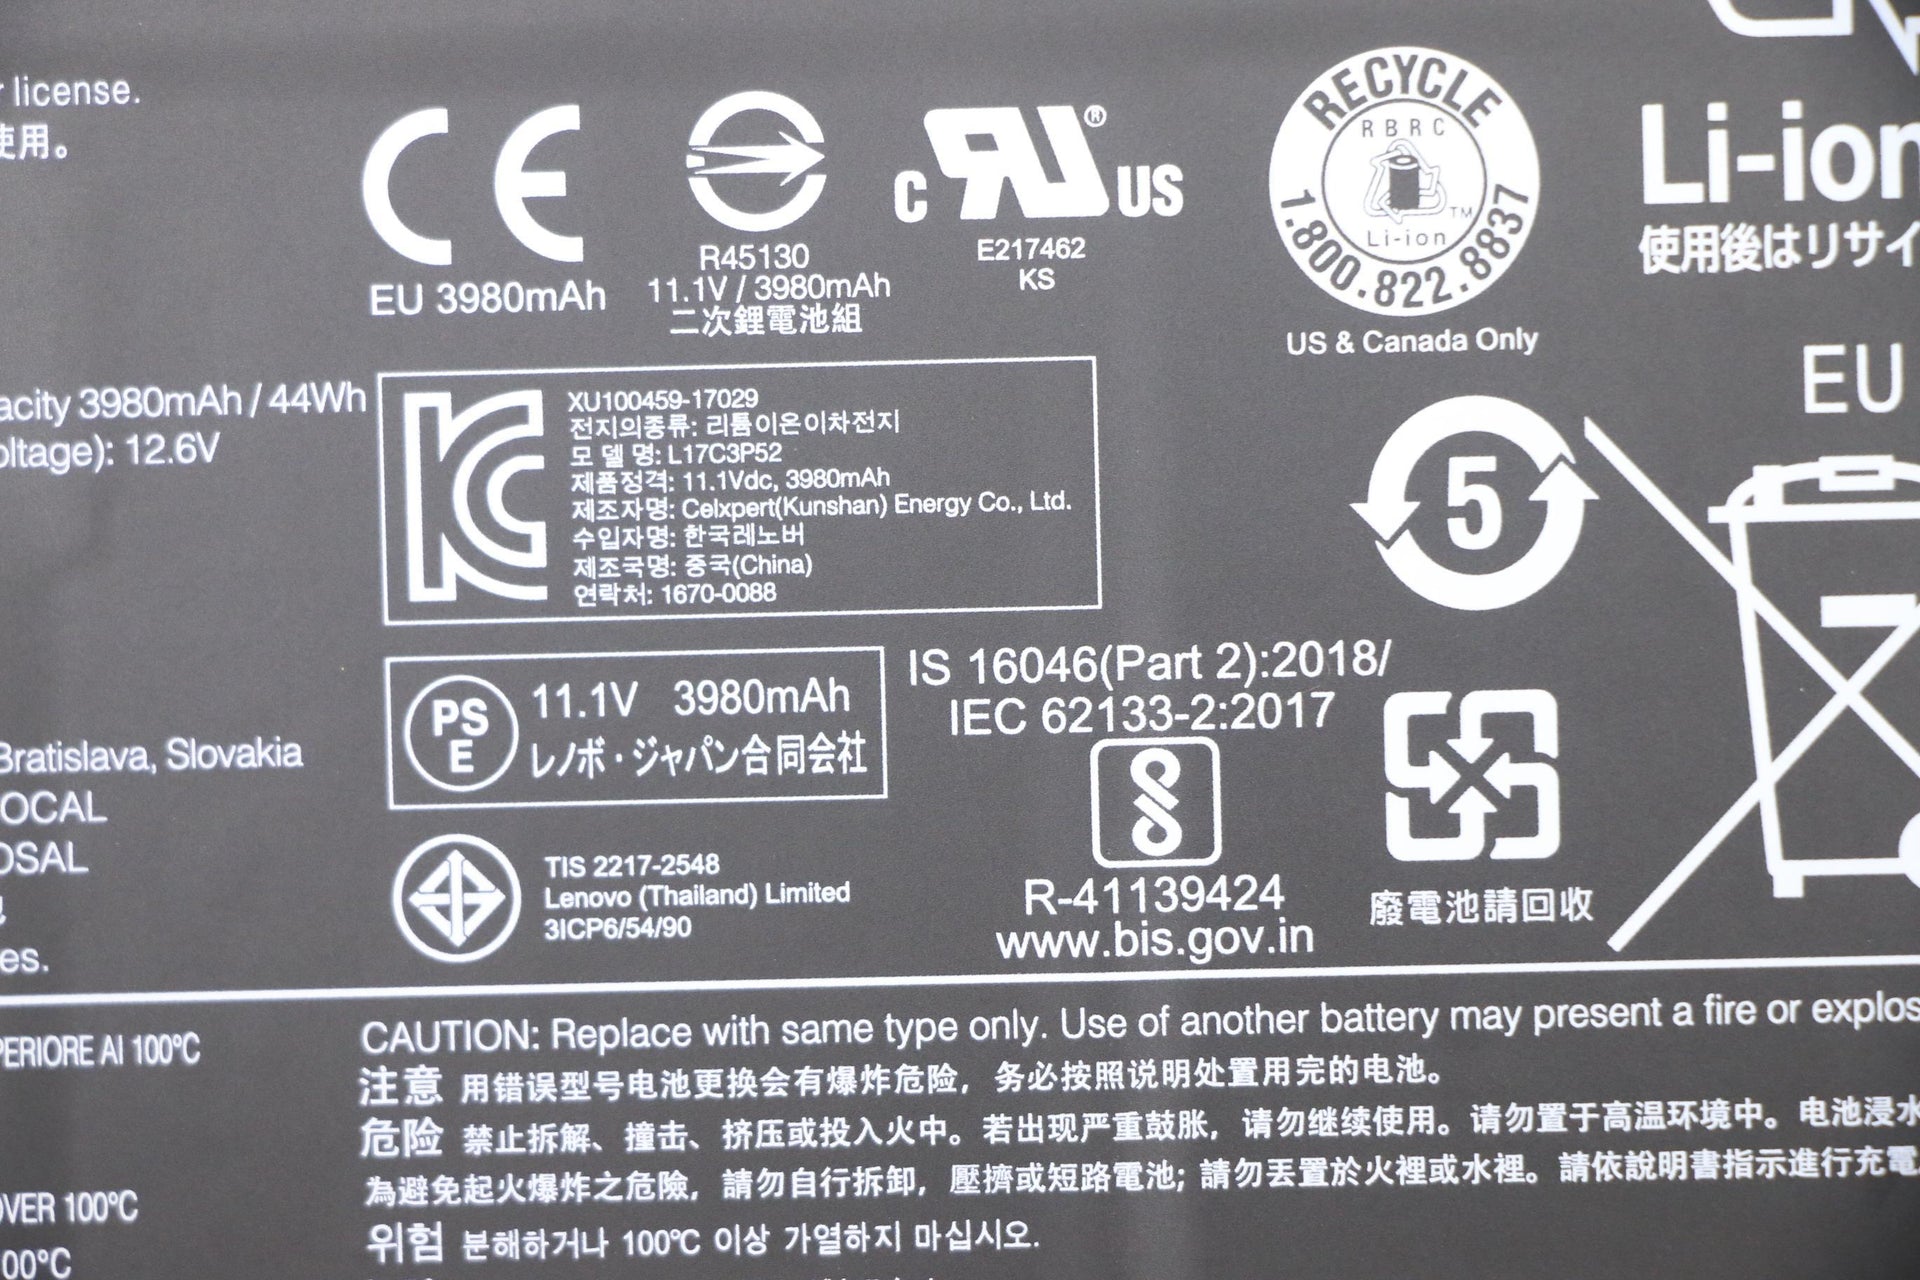 license.
使用。
CE
EU 3980mAh
R45130
11.1V / 3980mAh
二次鋰電池組
c RU ® US
E217462
KS
RECYCLE
RBRC
TM
Li-ion
1.800.822.8837
US & Canada Only
Li-ion
使用後はリサイ
EU
acity 3980mAh / 44Wh
oltage): 12.6V
XU100459-17029
전지의종류: 리튬이온이차전지
모 델 명: L17C3P52
제품정격: 11.1Vdc, 3980mAh
제조자명: Celxpert(Kunshan) Energy Co., Ltd.
수입자명: 한국레노버
제조국명: 중국(China)
연락처: 1670-0088
5
PS
E
11.1V 3980mAh
レノボ・ジャパン合同会社
IS 16046(Part 2):2018/
IEC 62133-2:2017
R-41139424
www.bis.gov.in
廢電池請回收
Bratislava, Slovakia
OCAL
OSAL
es.
TIS 2217-2548
Lenovo (Thailand) Limited
3ICP6/54/90
PERIORE AI 100°C
OVER 100°C
00°C
CAUTION: Replace with same type only. Use of another battery may present a fire or explos
注意 用错误型号电池更换会有爆炸危险，务必按照说明处置用完的电池。
危险 禁止拆解、撞击、挤压或投入火中。若出现严重鼓胀，请勿继续使用。请勿置于高温环境中。电池浸水
為避免起火爆炸之危險，請勿自行拆卸，壓擠或短路電池; 請勿丟置於火裡或水裡。請依說明書指示進行充電
위험 분해하거나 100℃ 이상 가열하지 마십시오.